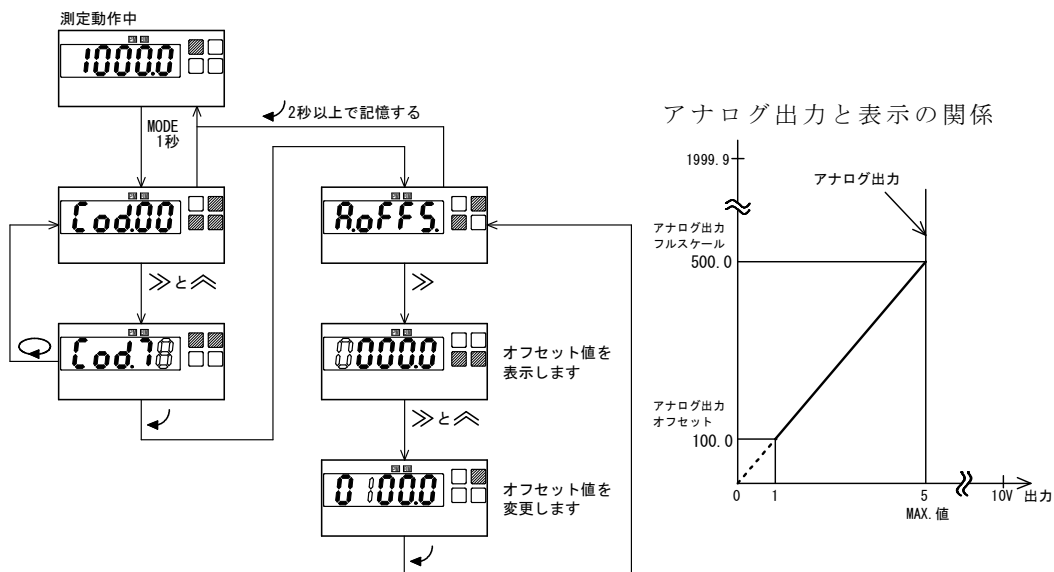 測定動作中
1000.0
MODE
1秒
2秒以上で記憶する
Cod.00
≫と︽
Cod.78
A.oFFS.
≫
0000.0
オフセット値を
表示します
≫と︽
0100.0
オフセット値を
変更します
アナログ出力と表示の関係
1999.9
アナログ出力
アナログ出力
フルスケール
500.0
アナログ出力
オフセット
100.0
0
1
5
10V
出力
MAX.値